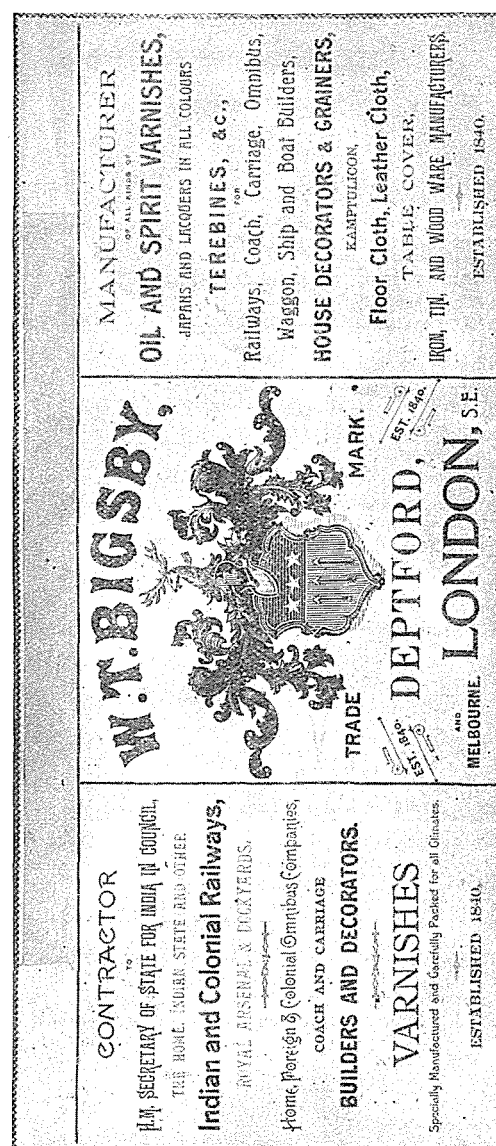 CONTRACTOR
TO
H.M. SECRETARY OF STATE FOR INDIA IN COUNCIL,
THE HOME, INDIAN STATE AND OTHER
Indian and Colonial Railways,
ROYAL ARSENAL & DOCKYARDS.
Home, Foreign & Colonial Omnibus Companies,
COACH AND CARRIAGE
BUILDERS AND DECORATORS.
VARNISHES
Specially Manufactured and Carefully Packed for all Climates.
ESTABLISHED 1840.
W.T. BIGSBY,
TRADE MARK.
EST. 1840.
EST. 1840.
DEPTFORD,
AND
MELBOURNE. LONDON, S.E.
MANUFACTURER
OF ALL KINDS OF
OIL AND SPIRIT VARNISHES,
JAPANS AND LACQUERS IN ALL COLOURS
TEREBINES, &c.,
FOR
Railways, Coach, Carriage, Omnibus,
Waggon, Ship and Boat Builders,
HOUSE DECORATORS & GRAINERS,
KAMPTULICON,
Floor Cloth, Leather Cloth,
TABLE COVER,
IRON, TIN, AND WOOD WARE MANUFACTURERS.
ESTABLISHED 1840.